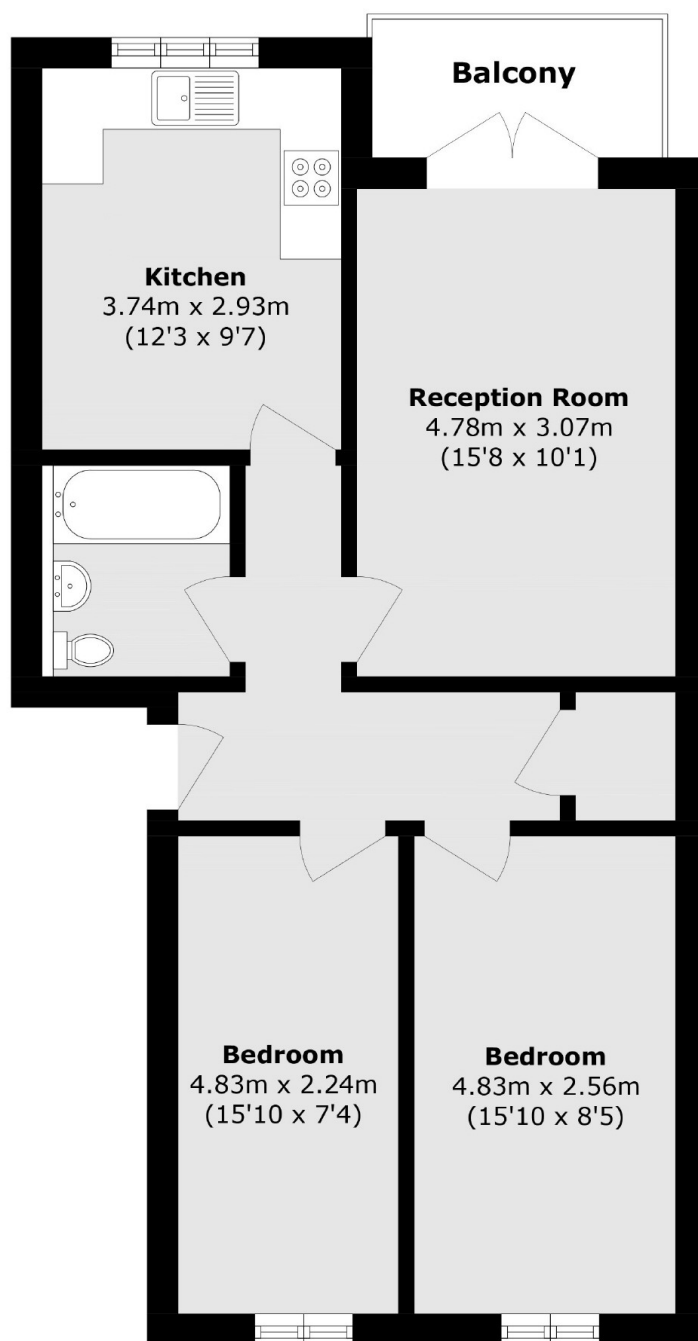 Balcony
Kitchen
3.74m x 2.93m
(12'3 x 9'7)
Reception Room
4.78m x 3.07m
(15'8 x 10'1)
Bedroom
4.83m x 2.24m
(15'10 x 7'4)
Bedroom
4.83m x 2.56m
(15'10 x 8'5)